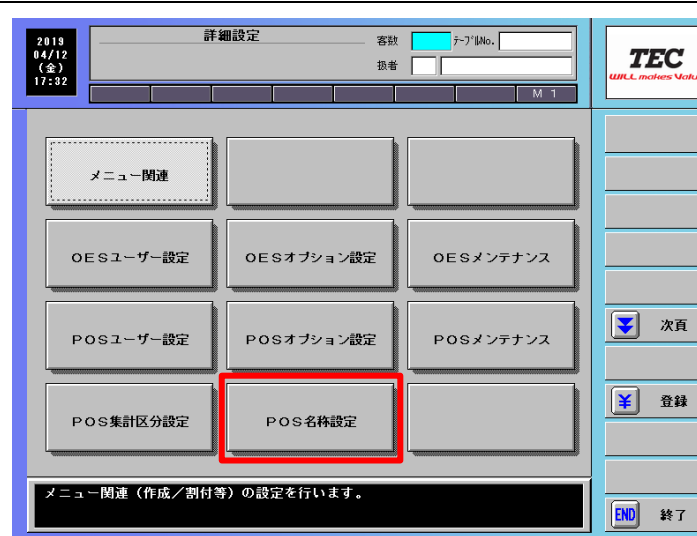 2019
04/12
(金)
17:32
詳細設定
客数
ﾃｰﾌﾞﾙNo.
扱者
M 1
TEC
WiLL makes Valu
メニュー関連
OESユーザー設定
OESオプション設定
OESメンテナンス
POSユーザー設定
POSオプション設定
POSメンテナンス
POS集計区分設定
POS名称設定
次頁
¥ 登録
END 終了
メニュー関連（作成／割付等）の設定を行います。